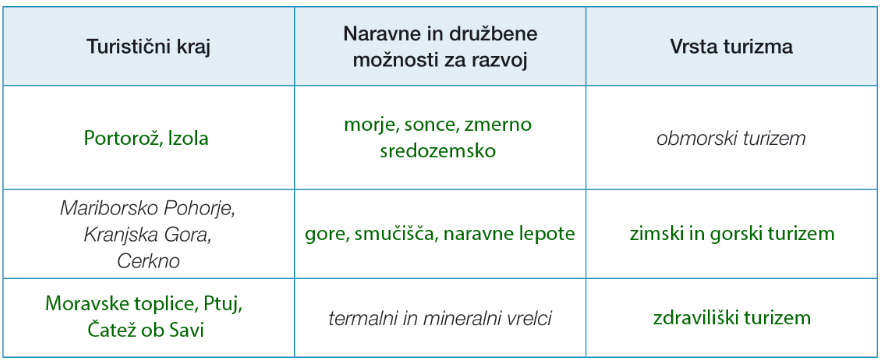 Turistični kraj
Naravne in družbene
možnosti za razvoj
Vrsta turizma
Portorož, Izola
morje, sonce, zmerno
sredozemsko
obmorski turizem
Mariborsko Pohorje,
Kranjska Gora,
Cerkno
gore, smučišča, naravne lepote
zimski in gorski turizem
Moravske toplice, Ptuj,
Čatež ob Savi
termalni in mineralni vrelci
zdraviliški turizem